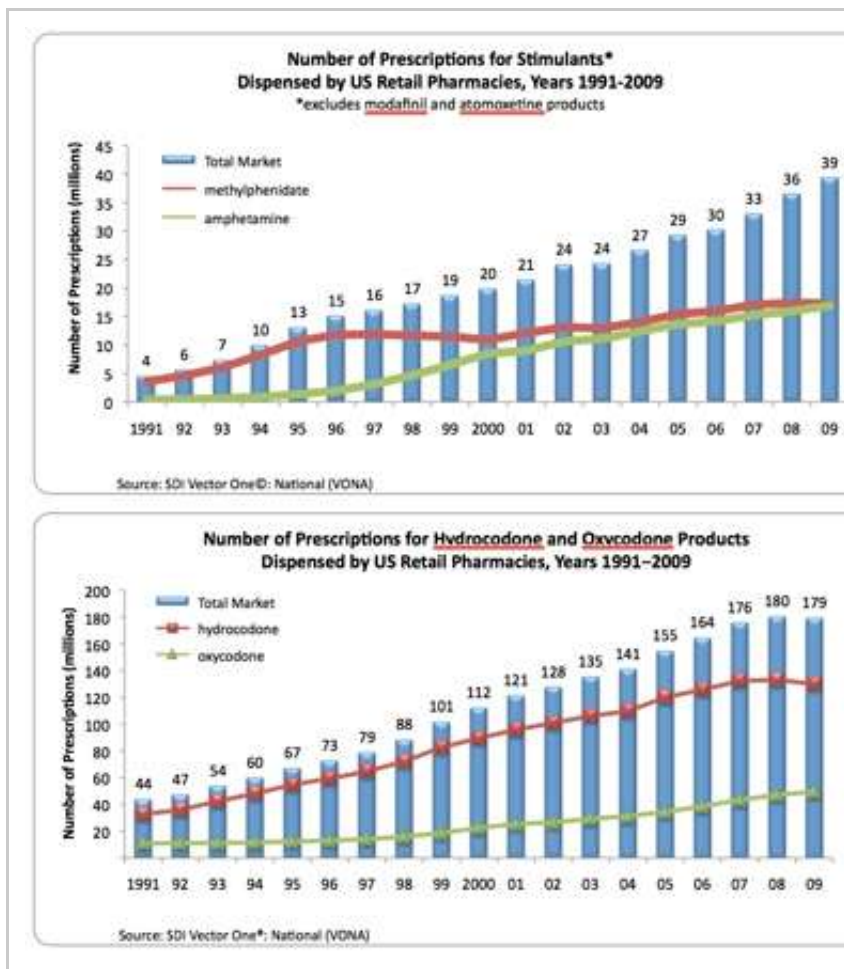 Number of Prescriptions for Stimulants*
Dispensed by US Retail Pharmacies, Years 1991-2009
*excludes modafinil and atomoxetine products
Number of Prescriptions (millions)
45
40
35
30
25
20
15
10
5
0
Total Market
methylphenidate
amphetamine
4 6 7 10 13 15 16 17 19 20 21 24 24 27 29 30 33 36 39
1991 92 93 94 95 96 97 98 99 2000 01 02 03 04 05 06 07 08 09
Source: SDI Vector One©: National (VONA)
Number of Prescriptions for Hydrocodone and Oxycodone Products
Dispensed by US Retail Pharmacies, Years 1991–2009
Number of Prescriptions (millions)
200
180
160
140
120
100
80
60
40
20
Total Market
hydrocodone
oxycodone
44 47 54 60 67 73 79 88 101 112 121 128 135 141 155 164 176 180 179
1991 92 93 94 95 96 97 98 99 2000 01 02 03 04 05 06 07 08 09
Source: SDI Vector One®: National (VONA)